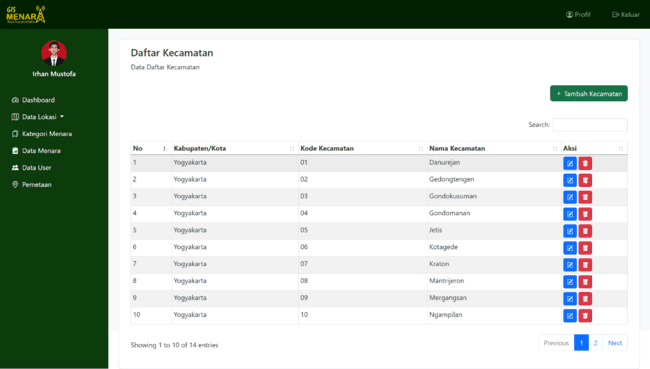 GIS
MENARA
Profil
Keluar
Irhan Mustofa
Dashboard
Data Lokasi
Kategori Menara
Data Menara
Data User
Pemetaan
Daftar Kecamatan
Data Daftar Kecamatan
+ Tambah Kecamatan
Search:
No Kabupaten/Kota Kode Kecamatan Nama Kecamatan Aksi
1 Yogyakarta 01 Danurejan
2 Yogyakarta 02 Gedongtengen
3 Yogyakarta 03 Gondokusuman
4 Yogyakarta 04 Gondomanan
5 Yogyakarta 05 Jetis
6 Yogyakarta 06 Kotagede
7 Yogyakarta 07 Kraton
8 Yogyakarta 08 Mantrijeron
9 Yogyakarta 09 Mergangsan
10 Yogyakarta 10 Ngampilan
Showing 1 to 10 of 14 entries
Previous 1 2 Next